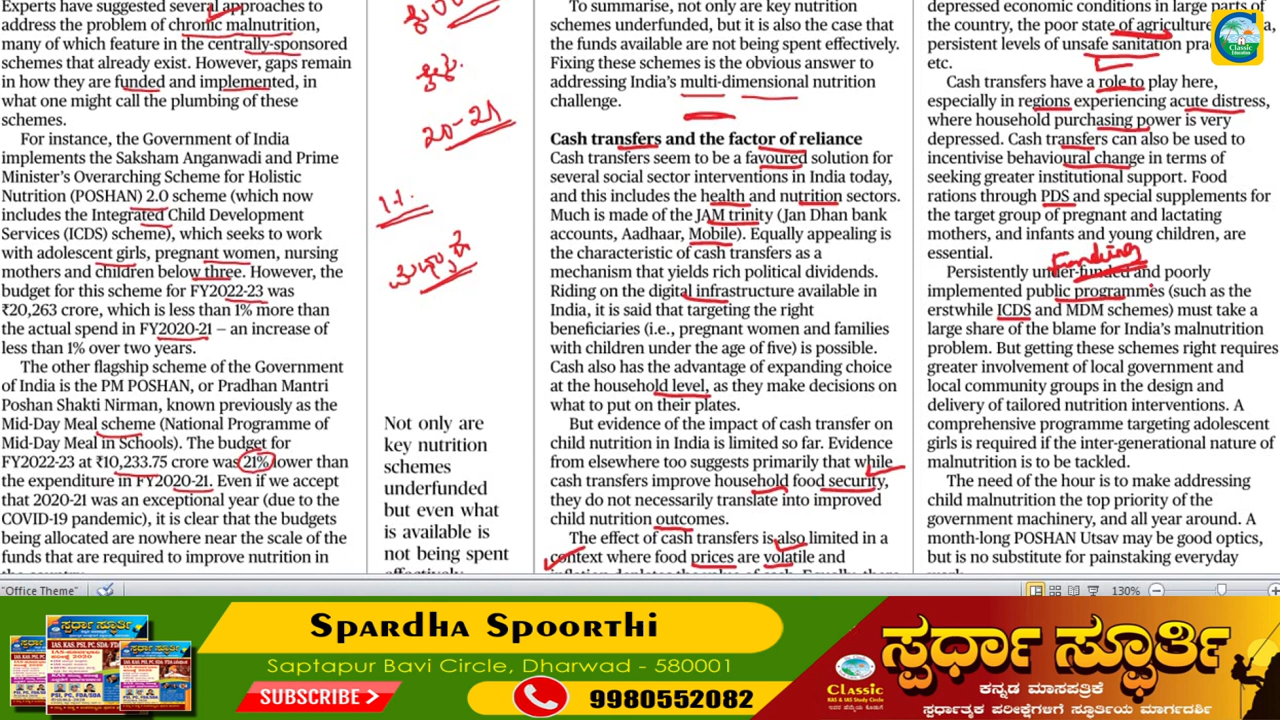 Experts have suggested several approaches to
address the problem of chronic malnutrition,
many of which feature in the centrally-sponsored
schemes that already exist. However, gaps remain
in how they are funded and implemented, in
what one might call the plumbing of these
schemes.
For instance, the Government of India
implements the Saksham Anganwadi and Prime
Minister's Overarching Scheme for Holistic
Nutrition (POSHAN) 2.0 scheme (which now
includes the Integrated Child Development
Services (ICDS) scheme), which seeks to work
with adolescent girls, pregnant women, nursing
mothers and children below three. However, the
budget for this scheme for FY2022-23 was
₹20,263 crore, which is less than 1% more than
the actual spend in FY2020-21 — an increase of
less than 1% over two years.
The other flagship scheme of the Government
of India is the PM POSHAN, or Pradhan Mantri
Poshan Shakti Nirman, known previously as the
Mid-Day Meal scheme (National Programme of
Mid-Day Meal in Schools). The budget for
FY2022-23 at ₹10,233.75 crore was 21% lower than
the expenditure in FY2020-21. Even if we accept
that 2020-21 was an exceptional year (due to the
COVID-19 pandemic), it is clear that the budgets
being allocated are nowhere near the scale of the
funds that are required to improve nutrition in
20-21
Not only are
key nutrition
schemes
underfunded
but even what
is available is
not being spent
effectively
To summarise, not only are key nutrition
schemes underfunded, but it is also the case that
the funds available are not being spent effectively.
Fixing these schemes is the obvious answer to
addressing India's multi-dimensional nutrition
challenge.
Cash transfers and the factor of reliance
Cash transfers seem to be a favoured solution for
several social sector interventions in India today,
and this includes the health and nutrition sectors.
Much is made of the JAM trinity (Jan Dhan bank
accounts, Aadhaar, Mobile). Equally appealing is
the characteristic of cash transfers as a
mechanism that yields rich political dividends.
Riding on the digital infrastructure available in
India, it is said that targeting the right
beneficiaries (i.e., pregnant women and families
with children under the age of five) is possible.
Cash also has the advantage of expanding choice
at the household level, as they make decisions on
what to put on their plates.
But evidence of the impact of cash transfer on
child nutrition in India is limited so far. Evidence
from elsewhere too suggests primarily that while
cash transfers improve household food security,
they do not necessarily translate into improved
child nutrition outcomes.
The effect of cash transfers is also limited in a
context where food prices are volatile and
depressed economic conditions in large parts of
the country, the poor state of agriculture
persistent levels of unsafe sanitation
etc.
Cash transfers have a role to play here,
especially in regions experiencing acute distress,
where household purchasing power is very
depressed. Cash transfers can also be used to
incentivise behavioural change in terms of
seeking greater institutional support. Food
rations through PDS and special supplements for
the target group of pregnant and lactating
mothers, and infants and young children, are
essential.
Funding
Persistently under-funded and poorly
implemented public programmes (such as the
erstwhile ICDS and MDM schemes) must take a
large share of the blame for India's malnutrition
problem. But getting these schemes right requires
greater involvement of local government and
local community groups in the design and
delivery of tailored nutrition interventions. A
comprehensive programme targeting adolescent
girls is required if the inter-generational nature of
malnutrition is to be tackled.
The need of the hour is to make addressing
child malnutrition the top priority of the
government machinery, and all year around. A
month-long POSHAN Utsav may be good optics,
but is no substitute for painstaking everyday
Classic
Education
"Office Theme"
130%
Spardha Spoorthi
Saptapur Bavi Circle, Dharwad - 580001
SUBSCRIBE >
9980552082
Classic
ಸ್ಪರ್ಧಾ ಸ್ಪೂರ್ತಿ
ಕನ್ನಡ ಮಾಸಪತ್ರಿಕೆ
ಸ್ಪರ್ಧಾತ್ಮಕ ಪರೀಕ್ಷೆಗಳಿಗೆ ಸ್ಫೂರ್ತಿಯ ಮಾರ್ಗದರ್ಶಿ